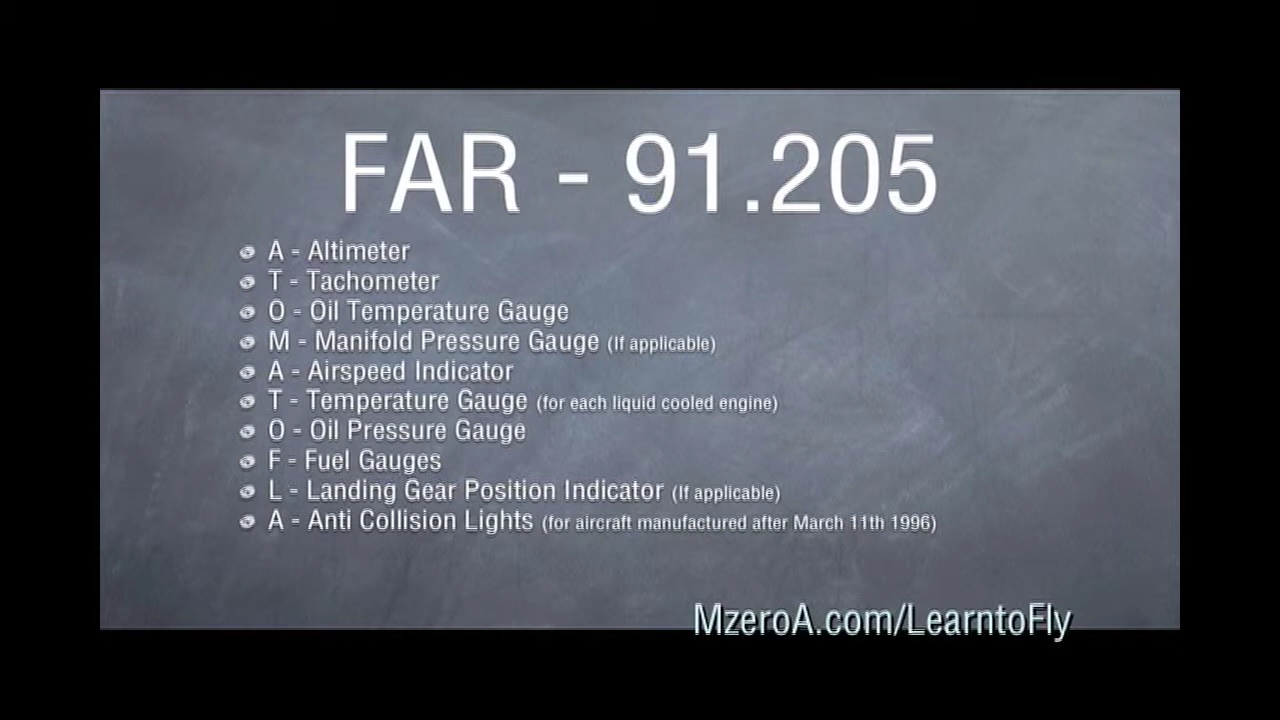 FAR - 91.205
A - Altimeter
T - Tachometer
O - Oil Temperature Gauge
M - Manifold Pressure Gauge (If applicable)
A - Airspeed Indicator
T - Temperature Gauge (for each liquid cooled engine)
O - Oil Pressure Gauge
F - Fuel Gauges
L - Landing Gear Position Indicator (If applicable)
A - Anti Collision Lights (for aircraft manufactured after March 11th 1996)
MzeroA.com/LearntoFly